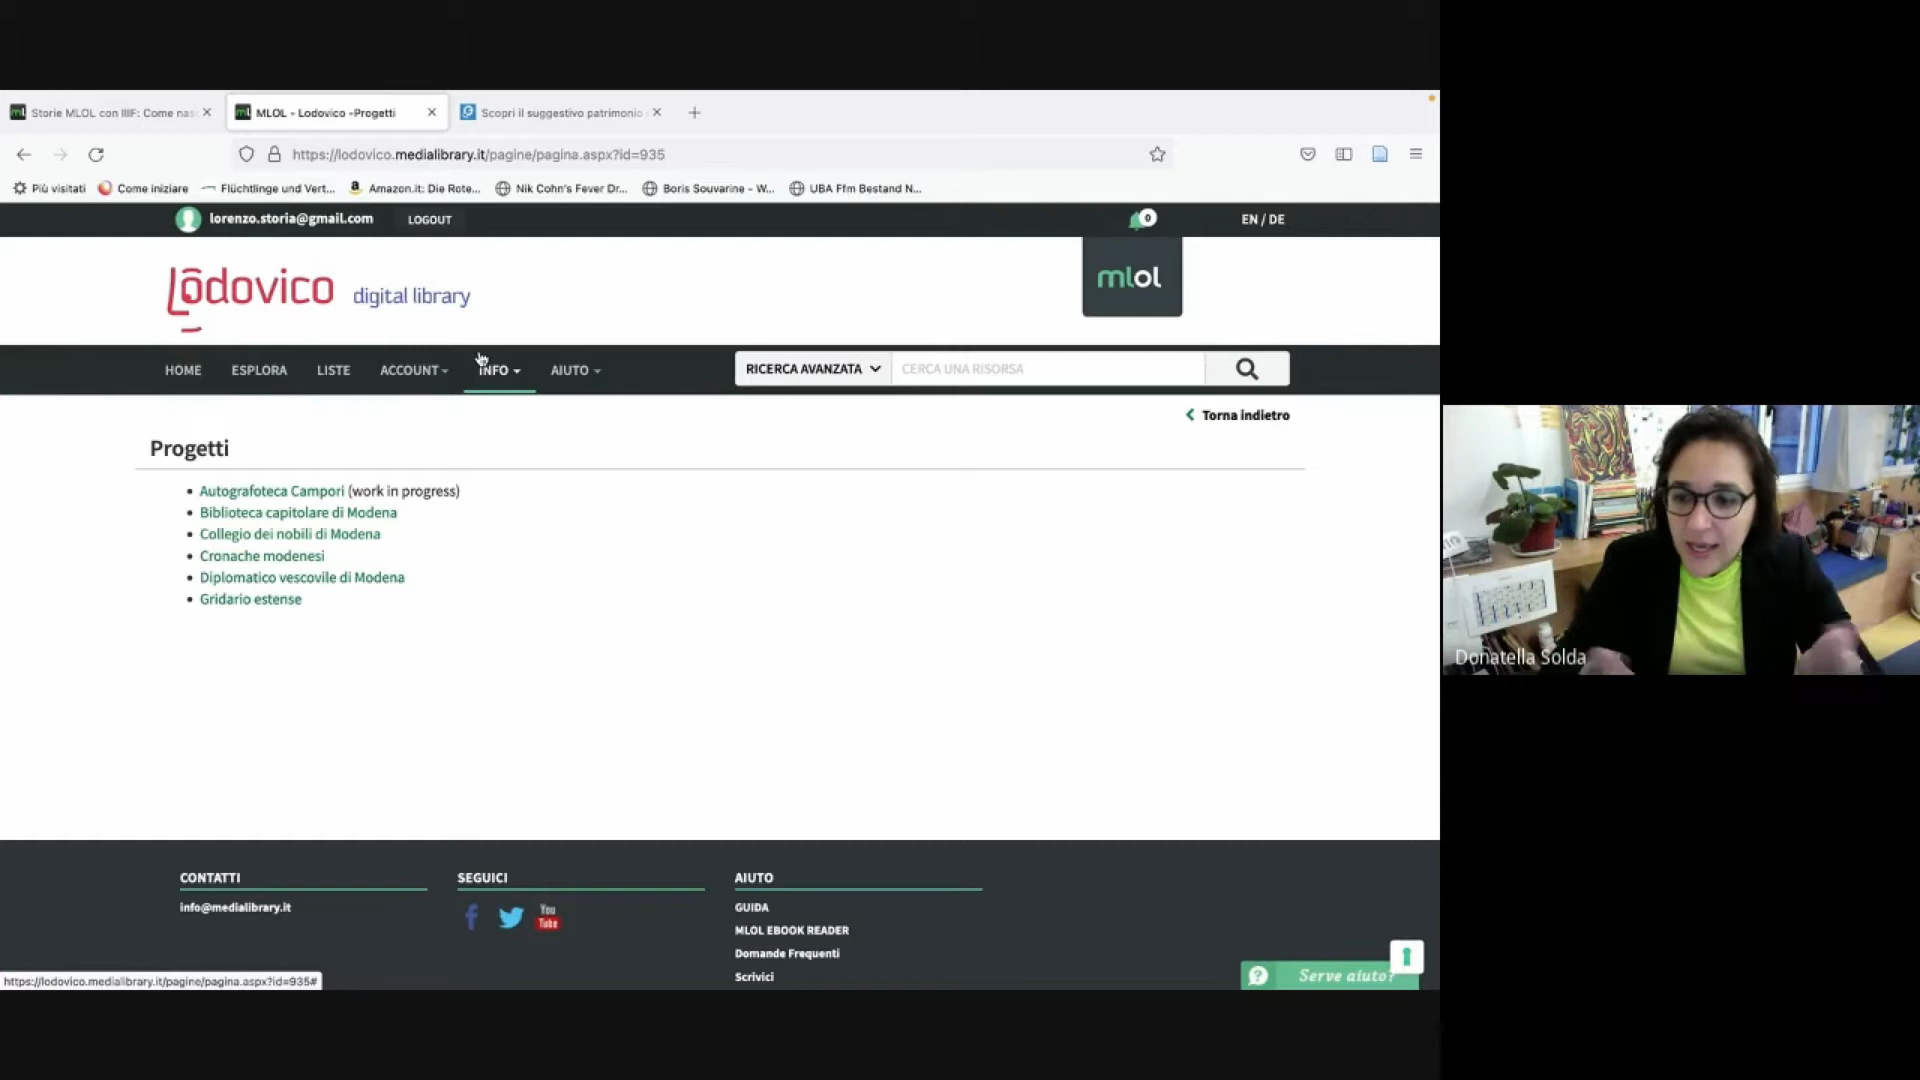 Storie MLOL con IIIF: Come nas
MLOL - Lodovico -Progetti
Scopri il suggestivo patrimonio
https://lodovico.medialibrary.it/pagine/pagina.aspx?id=935
Più visitati
Come iniziare
Flüchtlinge und Vert...
Amazon.it: Die Rote...
Nik Cohn's Fever Dr...
Boris Souvarine - W...
UBA Ffm Bestand N...
lorenzo.storia@gmail.com
LOGOUT
0
EN / DE
Lodovico digital library
mlol
HOME
ESPLORA
LISTE
ACCOUNT
INFO
AIUTO
RICERCA AVANZATA
CERCA UNA RISORSA
Torna indietro
Progetti
Autografoteca Campori (work in progress)
Biblioteca capitolare di Modena
Collegio dei nobili di Modena
Cronache modenesi
Diplomatico vescovile di Modena
Gridario estense
Donatella Solda
CONTATTI
info@medialibrary.it
SEGUICI
You
Tube
AIUTO
GUIDA
MLOL EBOOK READER
Domande Frequenti
Scrivici
Serve aiuto?
https://lodovico.medialibrary.it/pagine/pagina.aspx?id=935#